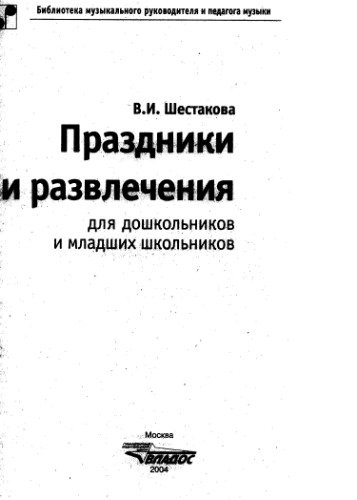 Библиотека музыкального руководителя и педагога музыки
В.И. Шестакова
Праздники
и развлечения
для дошкольников
и младших школьников
Москва
ВЛАДОС
2004